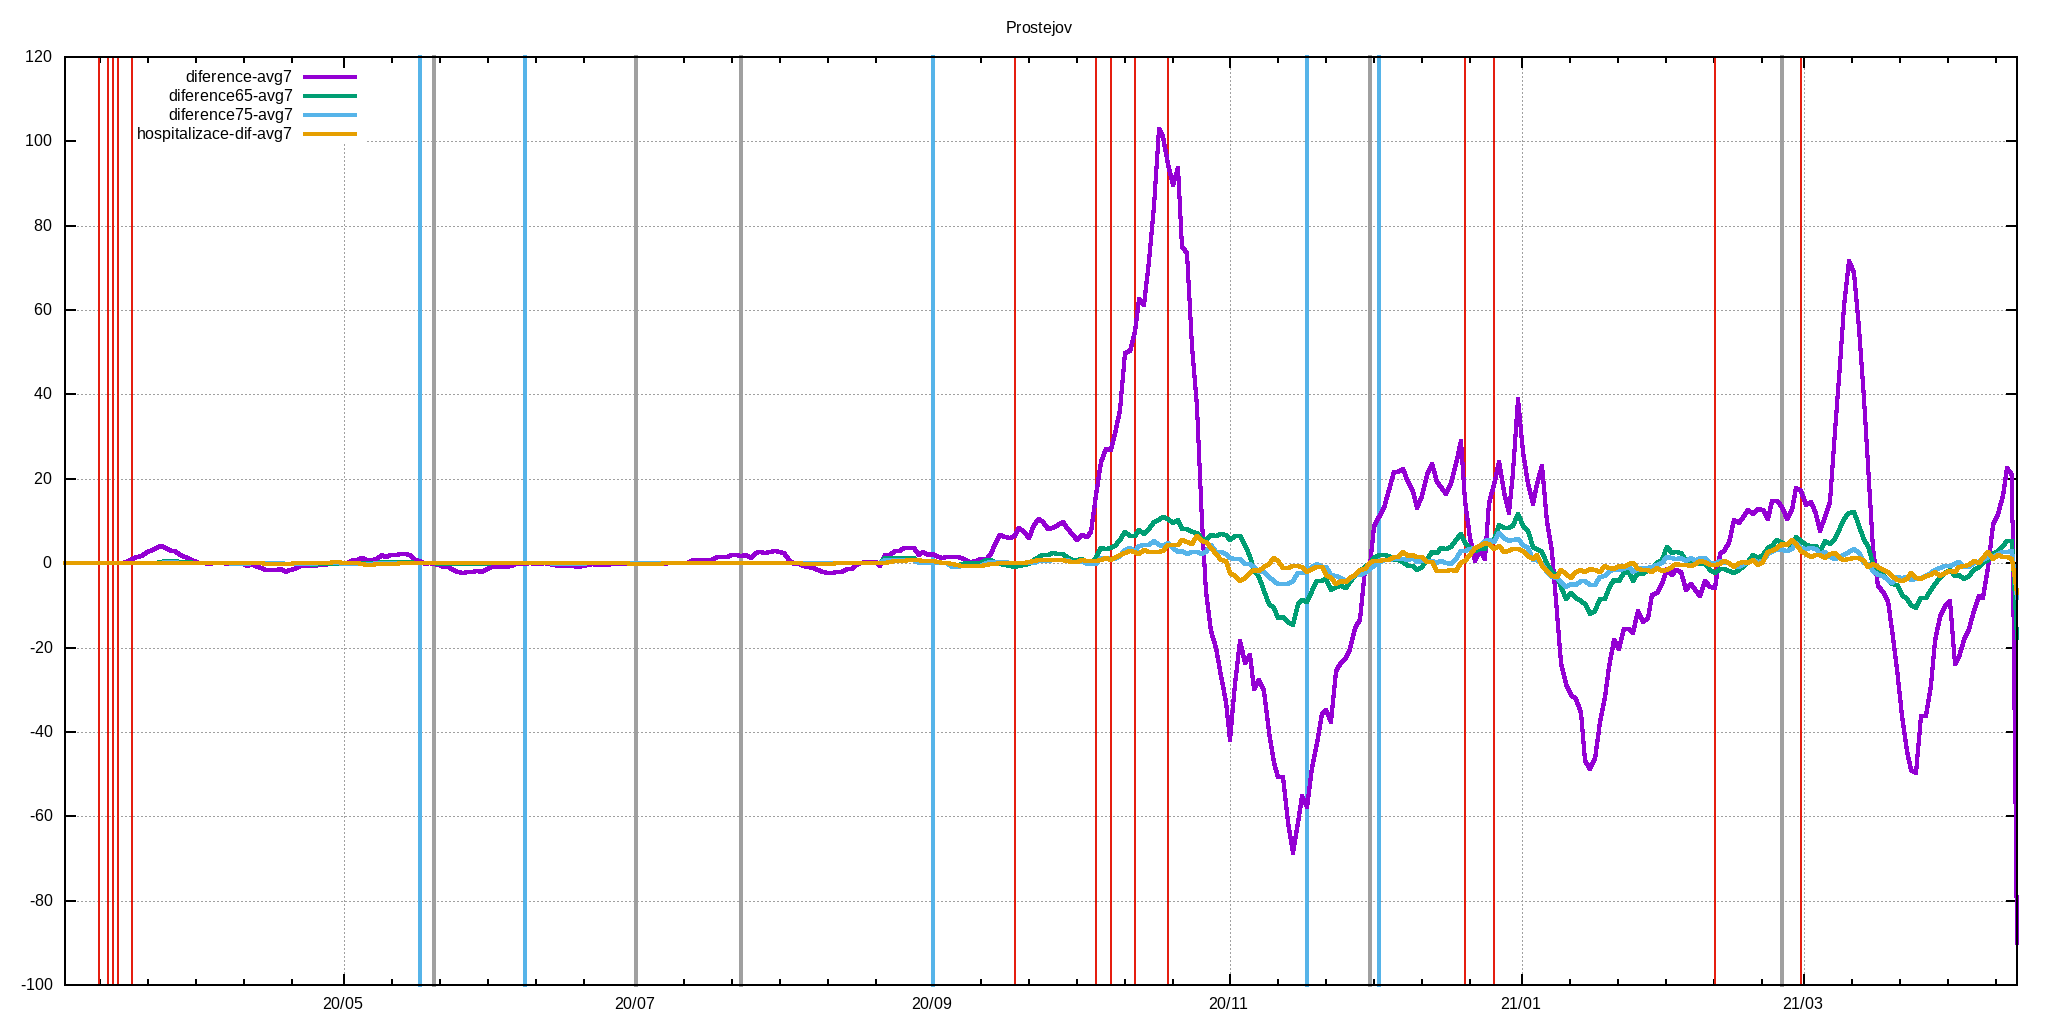 Prostejov
120
100
80
60
40
20
0
-20
-40
-60
-80
-100
diference-avg7
diference65-avg7
diference75-avg7
hospitalizace-dif-avg7
20/05 20/07 20/09 20/11 21/01 21/03